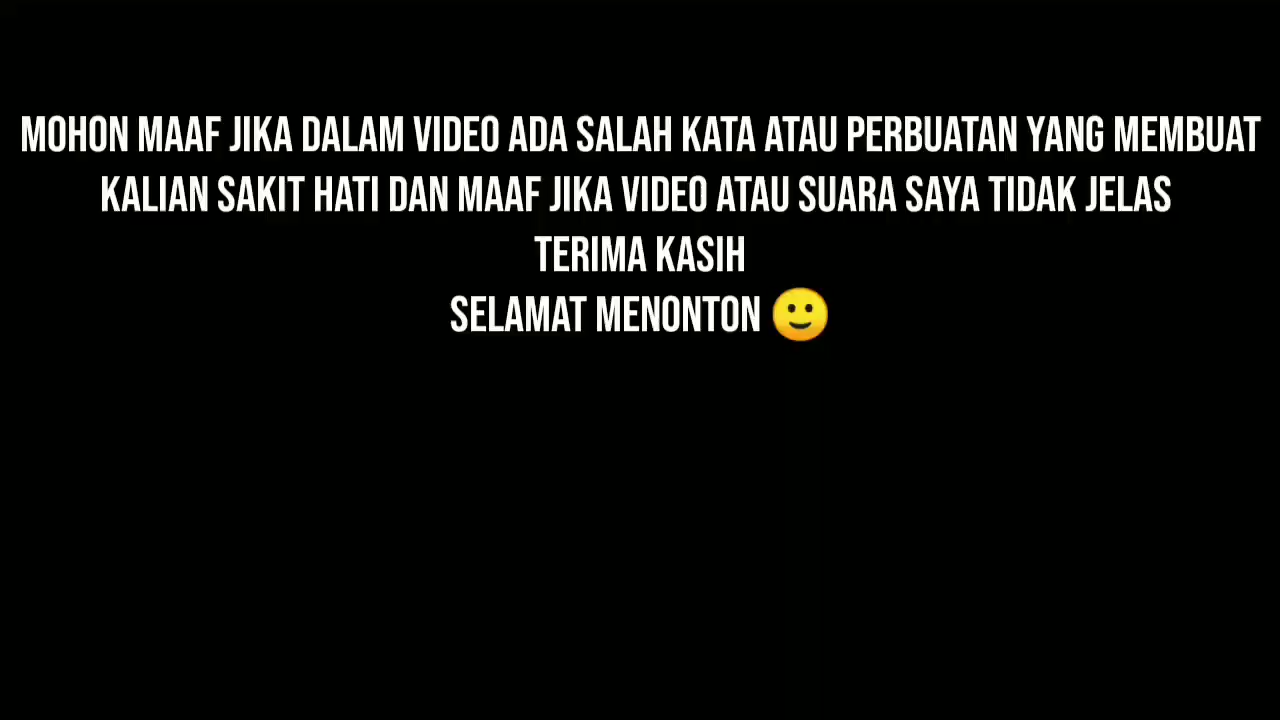 MOHON MAAF JIKA DALAM VIDEO ADA SALAH KATA ATAU PERBUATAN YANG MEMBUAT
KALIAN SAKIT HATI DAN MAAF JIKA VIDEO ATAU SUARA SAYA TIDAK JELAS
TERIMA KASIH
SELAMAT MENONTON 🙂